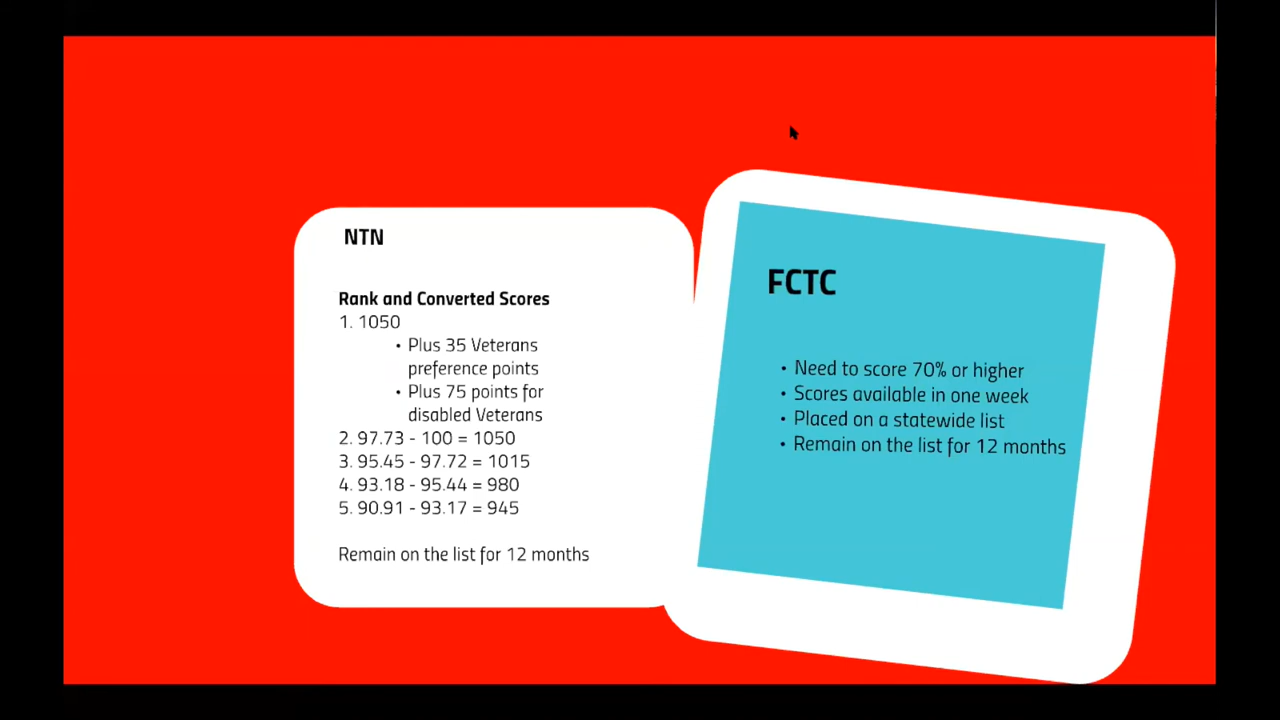 NTN
Rank and Converted Scores
1. 1050
• Plus 35 Veterans
preference points
• Plus 75 points for
disabled Veterans
2. 97.73 - 100 = 1050
3. 95.45 - 97.72 = 1015
4. 93.18 - 95.44 = 980
5. 90.91 - 93.17 = 945
Remain on the list for 12 months
FCTC
• Need to score 70% or higher
• Scores available in one week
• Placed on a statewide list
• Remain on the list for 12 months